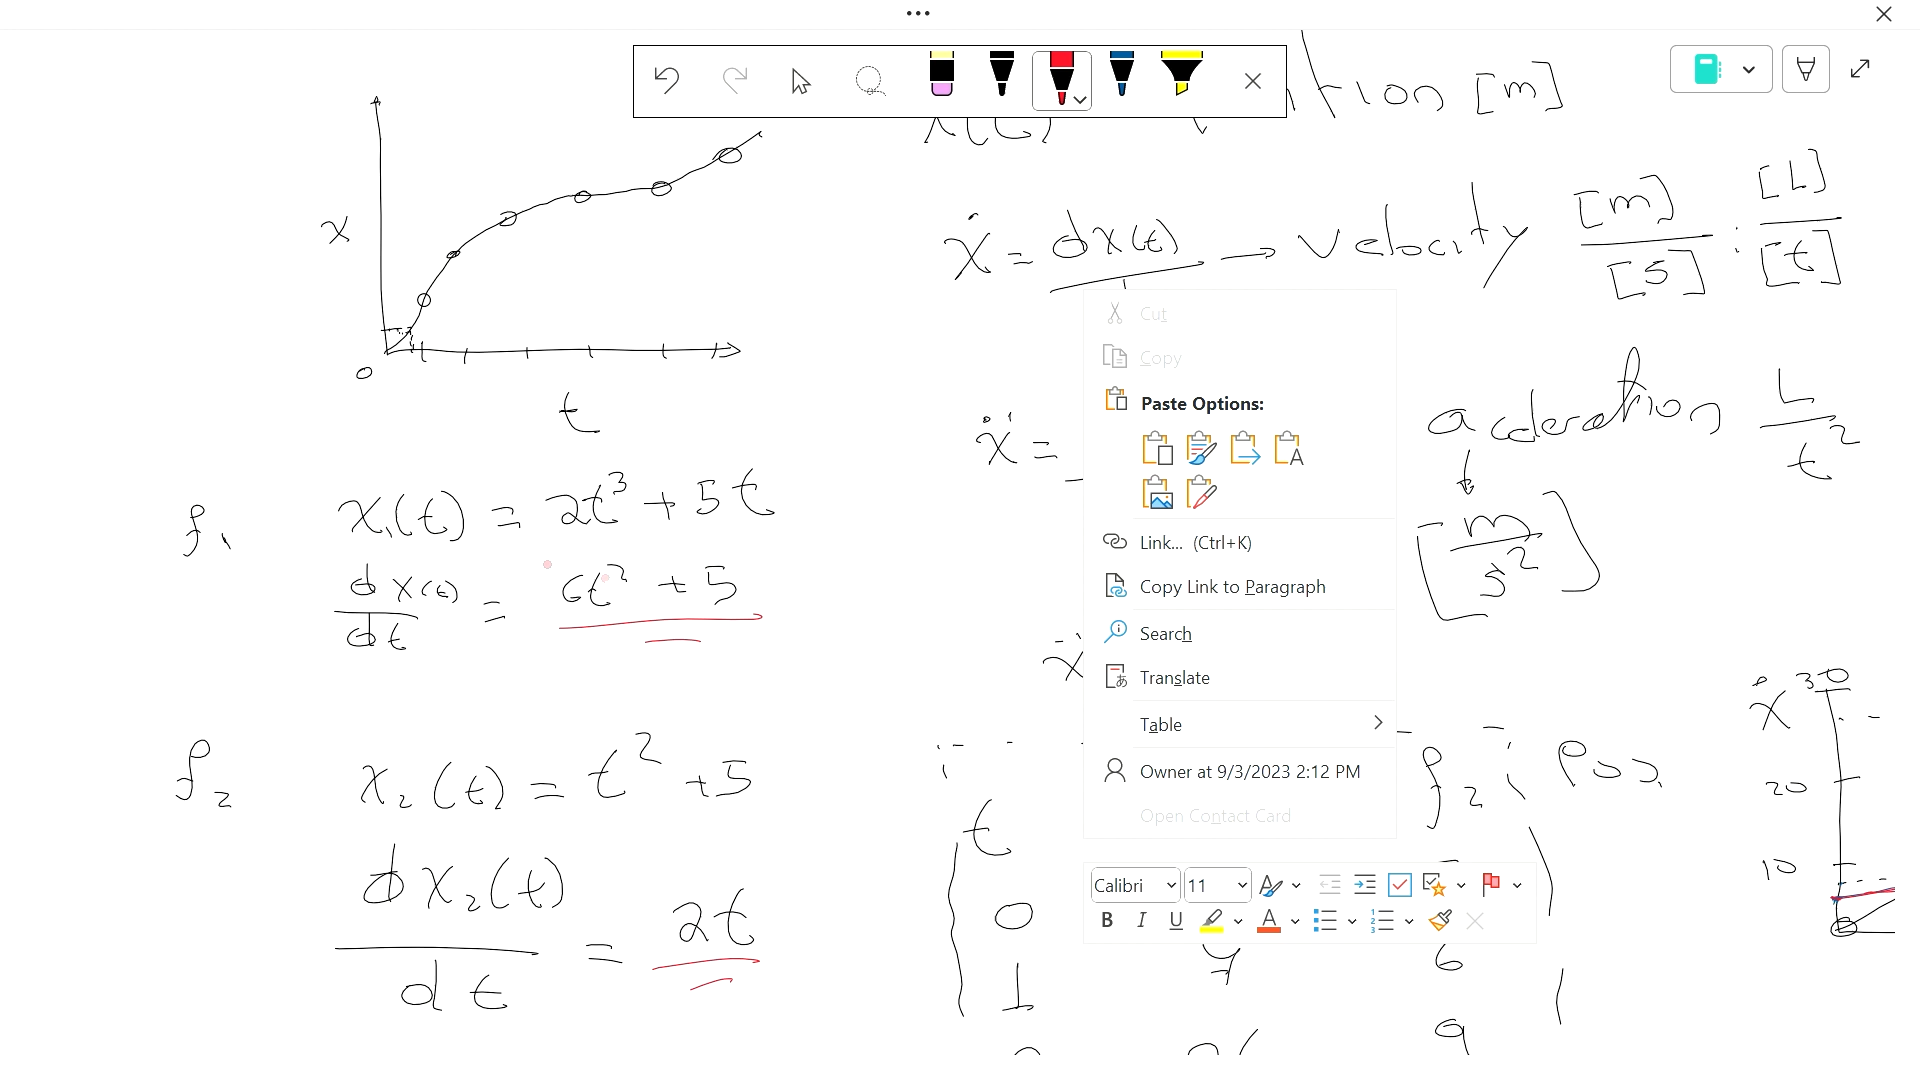 [m]
ẋ = dx(t) → velocity [m] / [s] : [L] / [t]
x
0
t
ẍ =
acceleration L / t²
[m / s²]
f₁ x₁(t) = 2t³ + 5t
dx(t) / dt = 6t² + 5
f₂ x₂(t) = t² + 5
dx₂(t) / dt = 2t
Cut
Copy
Paste Options:
Link... (Ctrl+K)
Copy Link to Paragraph
Search
Translate
Table
Owner at 9/3/2023 2:12 PM
Open Contact Card
Calibri 11
B I U A
t f₂ Pos.
0
1 7 6
9
ẋ 30
20
10